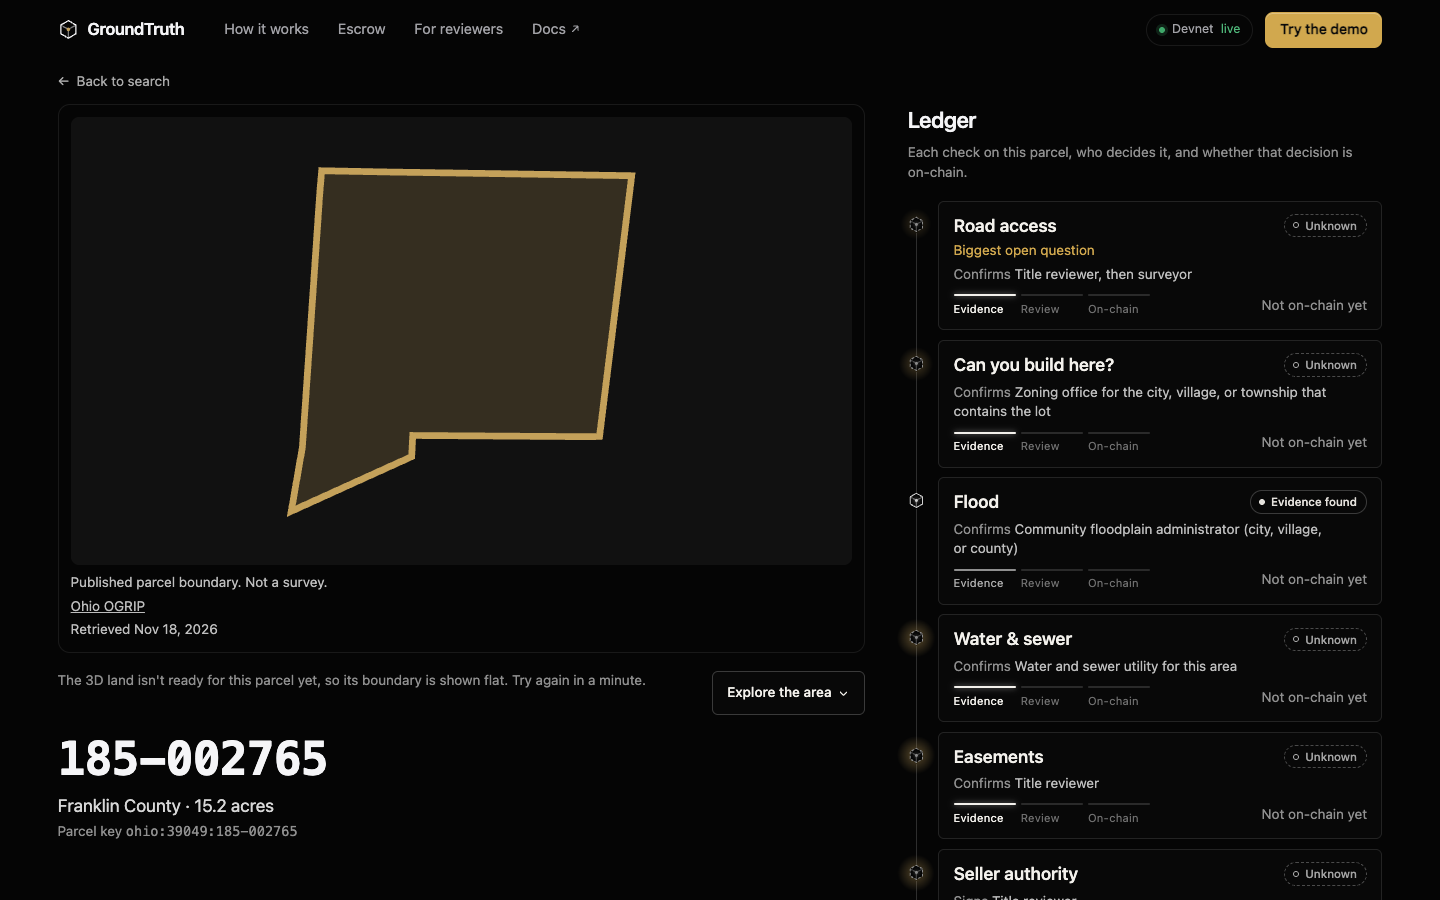 GroundTruth
How it works
Escrow
For reviewers
Docs ↗
Devnet live
Try the demo
← Back to search
Published parcel boundary. Not a survey.
Ohio OGRIP
Retrieved Nov 18, 2026
The 3D land isn't ready for this parcel yet, so its boundary is shown flat. Try again in a minute.
Explore the area
185-002765
Franklin County · 15.2 acres
Parcel key ohio:39049:185-002765
Ledger
Each check on this parcel, who decides it, and whether that decision is
on-chain.
Road access
Unknown
Biggest open question
Confirms Title reviewer, then surveyor
Evidence Review On-chain
Not on-chain yet
Can you build here?
Unknown
Confirms Zoning office for the city, village, or township that
contains the lot
Evidence Review On-chain
Not on-chain yet
Flood
Evidence found
Confirms Community floodplain administrator (city, village,
or county)
Evidence Review On-chain
Not on-chain yet
Water & sewer
Unknown
Confirms Water and sewer utility for this area
Evidence Review On-chain
Not on-chain yet
Easements
Unknown
Confirms Title reviewer
Evidence Review On-chain
Not on-chain yet
Seller authority
Unknown
Signs Title reviewer